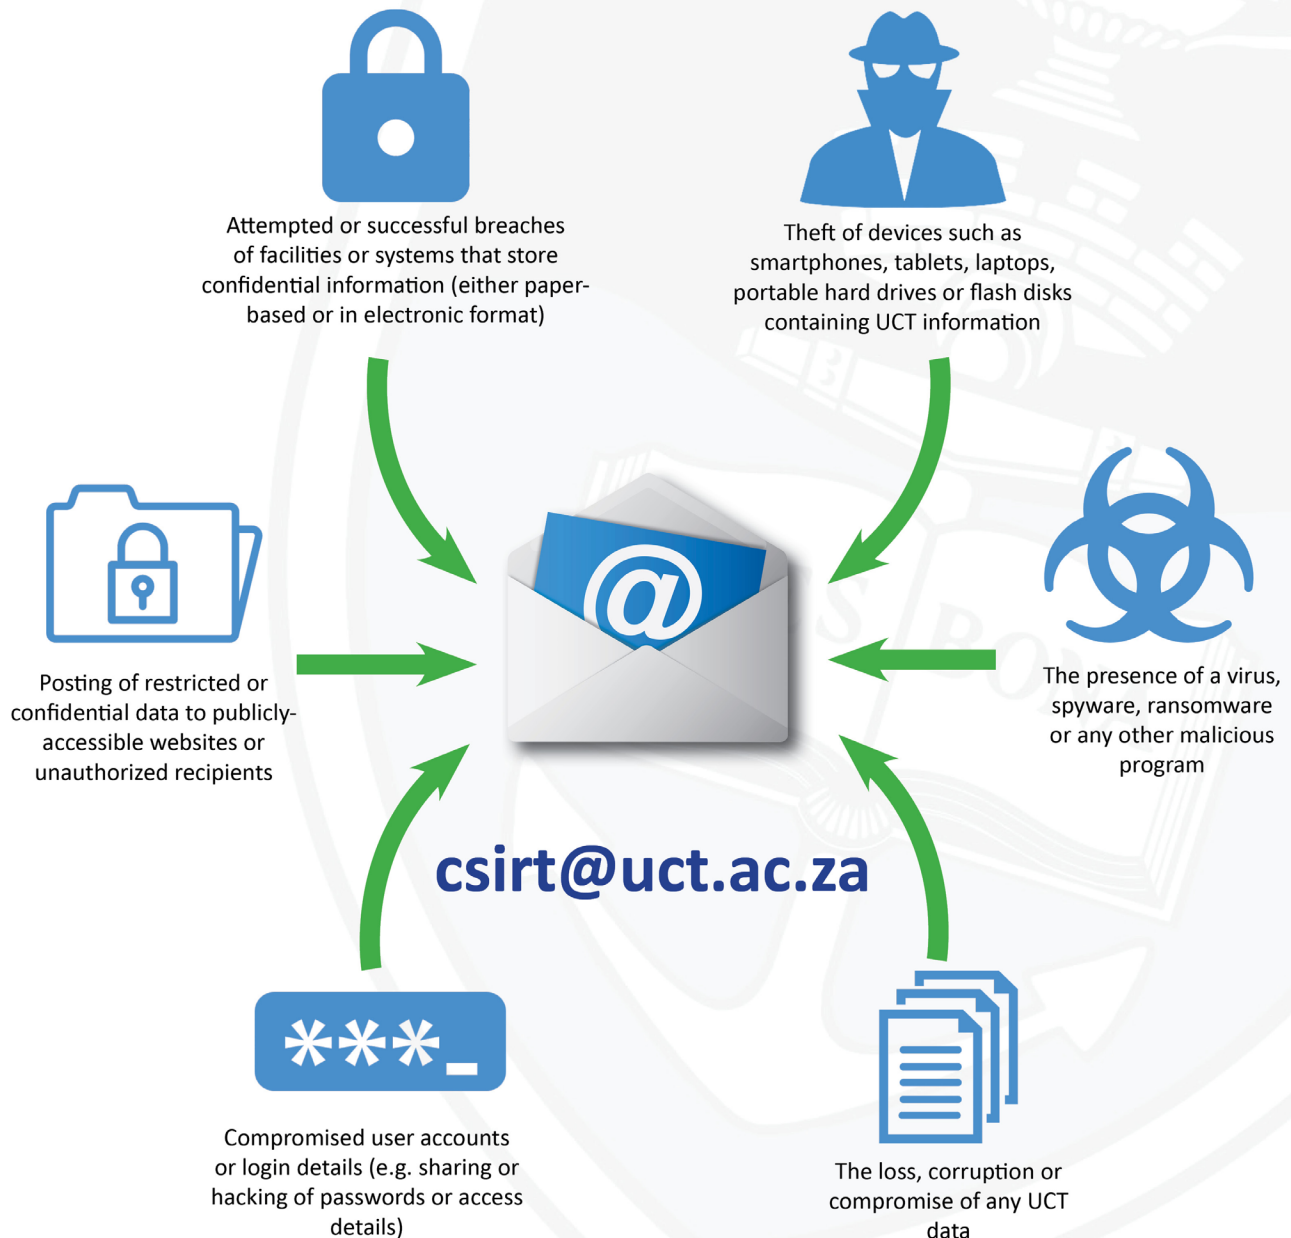 Attempted or successful breaches
of facilities or systems that store
confidential information (either paper-
based or in electronic format)
Theft of devices such as
smartphones, tablets, laptops,
portable hard drives or flash disks
containing UCT information
Posting of restricted or
confidential data to publicly-
accessible websites or
unauthorized recipients
@
The presence of a virus,
spyware, ransomware
or any other malicious
program
csirt@uct.ac.za
***_
Compromised user accounts
or login details (e.g. sharing or
hacking of passwords or access
details)
The loss, corruption or
compromise of any UCT
data